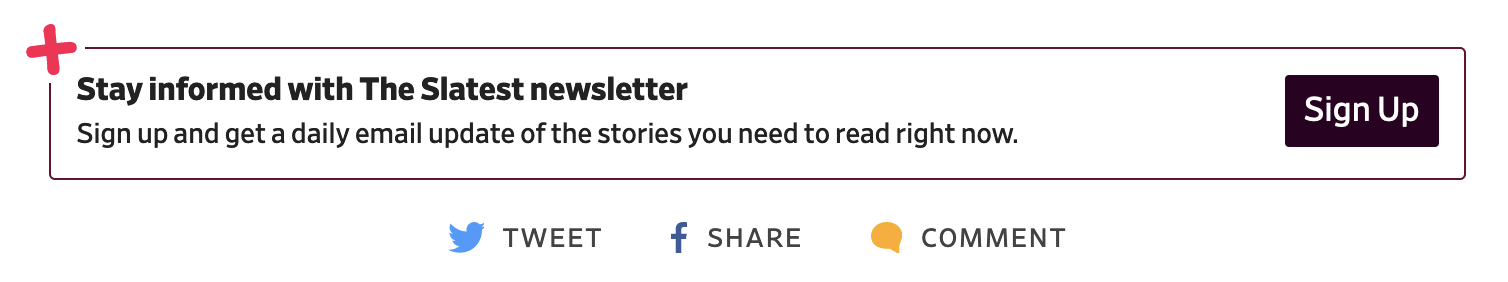 Stay informed with The Slatest newsletter
Sign up and get a daily email update of the stories you need to read right now.
Sign Up
TWEET SHARE COMMENT